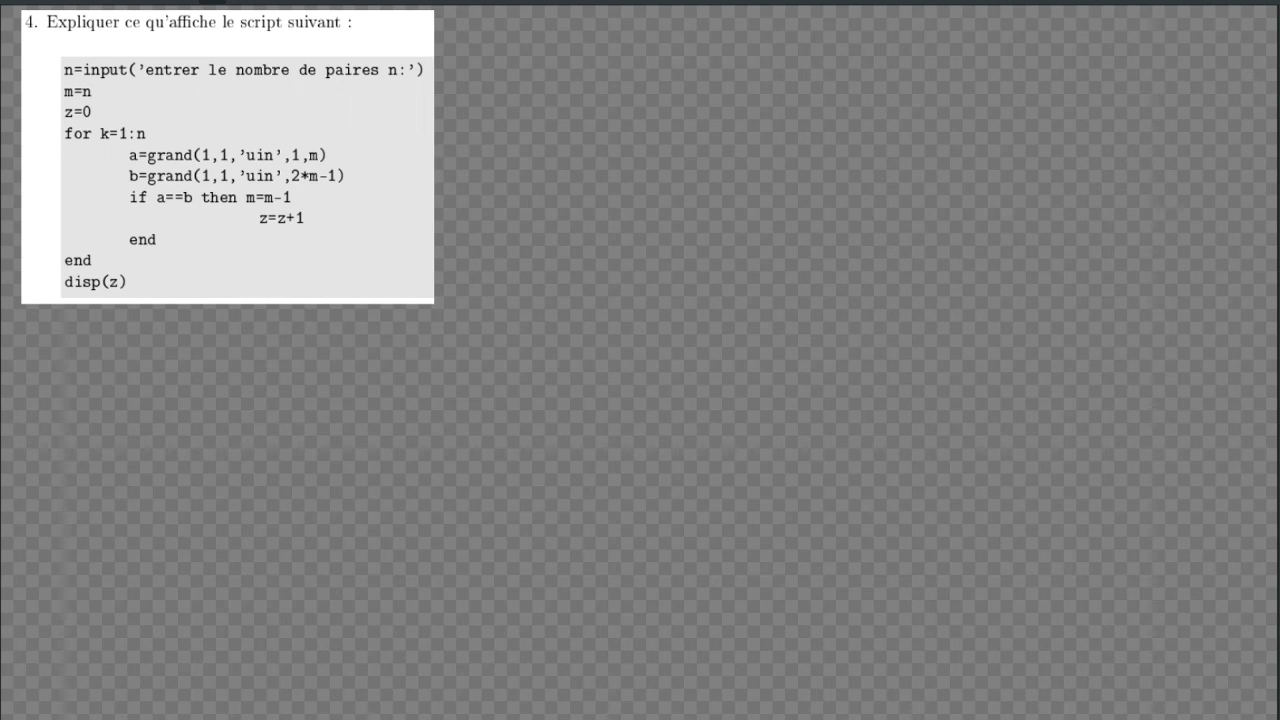 4. Expliquer ce qu'affiche le script suivant :
n=input('entrer le nombre de paires n:')
m=n
z=0
for k=1:n
a=grand(1,1,'uin',1,m)
b=grand(1,1,'uin',2*m-1)
if a==b then m=m-1
z=z+1
end
end
disp(z)